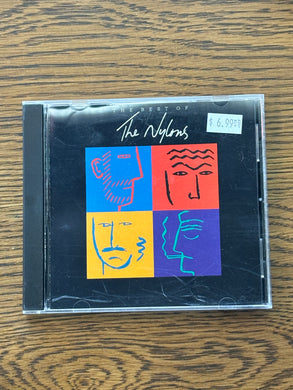 THE BEST OF
The Nylons
$6.99